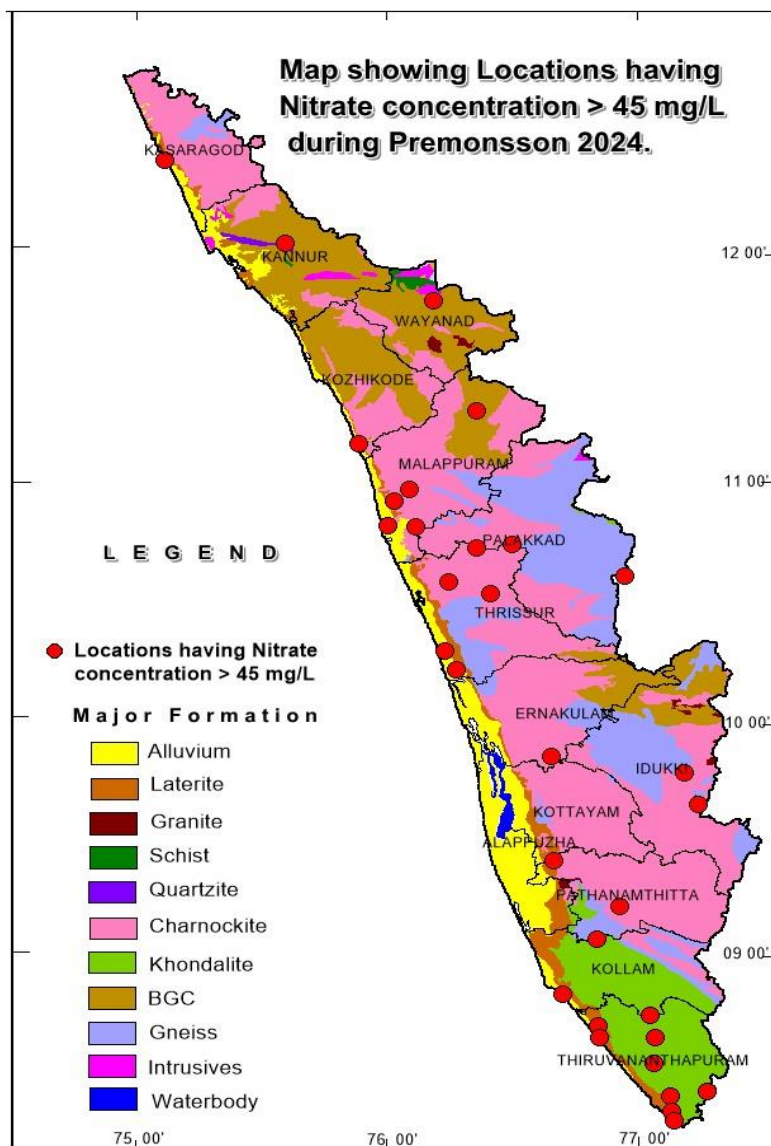 Map showing Locations having
Nitrate concentration > 45 mg/L
during Premonsson 2024.
KASARAGOD
KANNUR
12 00'
WAYANAD
KOZHIKODE
MALAPPURAM
11 00'
PALAKKAD
L E G E N D
THRISSUR
Locations having Nitrate
concentration > 45 mg/L
Major Formation
ERNAKULAM
10 00'
Alluvium
IDUKKI
Laterite
KOTTAYAM
Granite
ALAPPUZHA
Schist
Quartzite
PATHANAMTHITTA
Charnockite
09 00'
Khondalite
KOLLAM
BGC
Gneiss
Intrusives
THIRUVANANTHAPURAM
Waterbody
75 00'
76 00'
77 00'